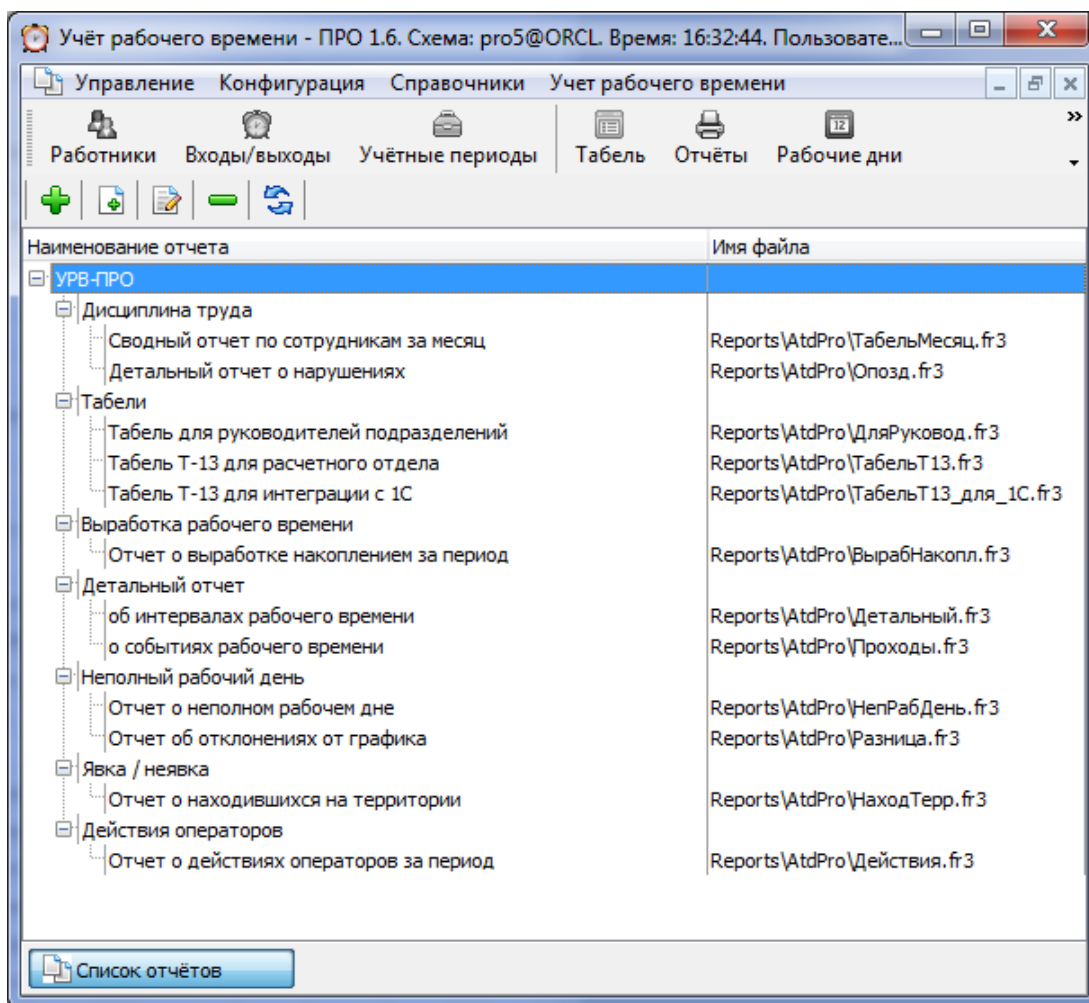 Учёт рабочего времени - ПРО 1.6. Схема: pro5@ORCL. Время: 16:32:44. Пользовате...
Управление Конфигурация Справочники Учет рабочего времени
Работники Входы/выходы Учётные периоды Табель Отчёты Рабочие дни
Наименование отчета Имя файла
УРВ-ПРО
Дисциплина труда
Сводный отчет по сотрудникам за месяц Reports\AtdPro\ТабельМесяц.fr3
Детальный отчет о нарушениях Reports\AtdPro\Опозд.fr3
Табели
Табель для руководителей подразделений Reports\AtdPro\ДляРуковод.fr3
Табель Т-13 для расчетного отдела Reports\AtdPro\ТабельТ13.fr3
Табель Т-13 для интеграции с 1С Reports\AtdPro\ТабельТ13_для_1С.fr3
Выработка рабочего времени
Отчет о выработке накоплением за период Reports\AtdPro\ВырабНакопл.fr3
Детальный отчет
об интервалах рабочего времени Reports\AtdPro\Детальный.fr3
о событиях рабочего времени Reports\AtdPro\Проходы.fr3
Неполный рабочий день
Отчет о неполном рабочем дне Reports\AtdPro\НепРабДень.fr3
Отчет об отклонениях от графика Reports\AtdPro\Разница.fr3
Явка / неявка
Отчет о находившихся на территории Reports\AtdPro\НаходТерр.fr3
Действия операторов
Отчет о действиях операторов за период Reports\AtdPro\Действия.fr3
Список отчётов